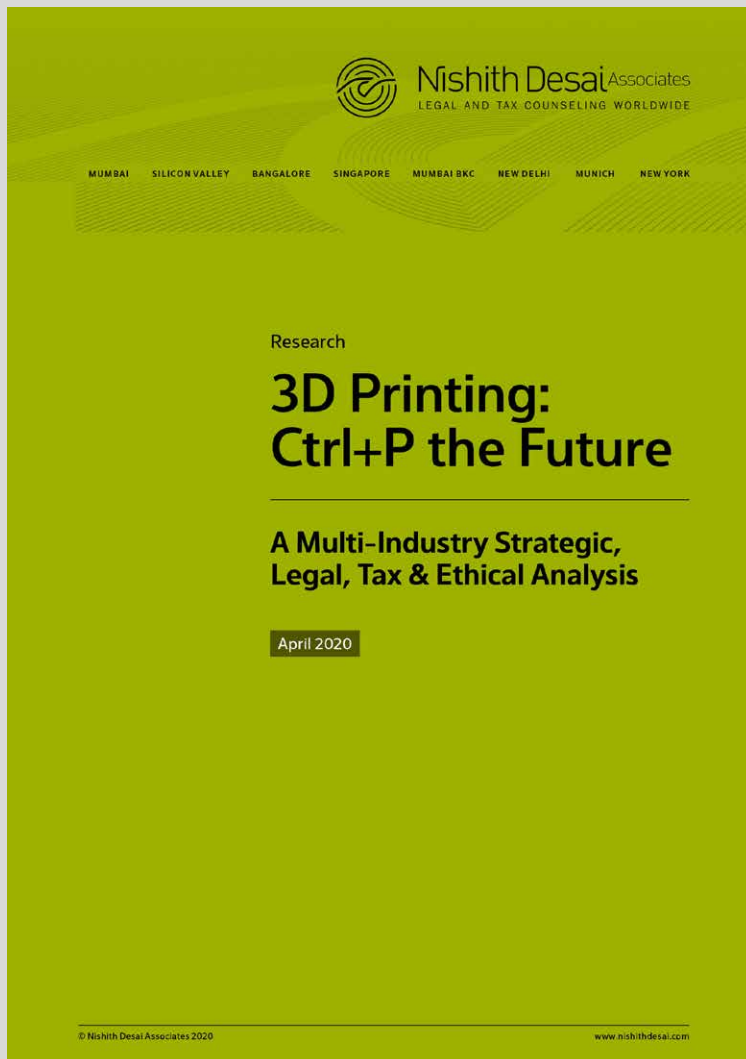 Nishith Desai Associates
LEGAL AND TAX COUNSELING WORLDWIDE
MUMBAI SILICON VALLEY BANGALORE SINGAPORE MUMBAI BKC NEW DELHI MUNICH NEW YORK
Research
3D Printing:
Ctrl+P the Future
A Multi-Industry Strategic,
Legal, Tax & Ethical Analysis
April 2020
© Nishith Desai Associates 2020 www.nishithdesai.com